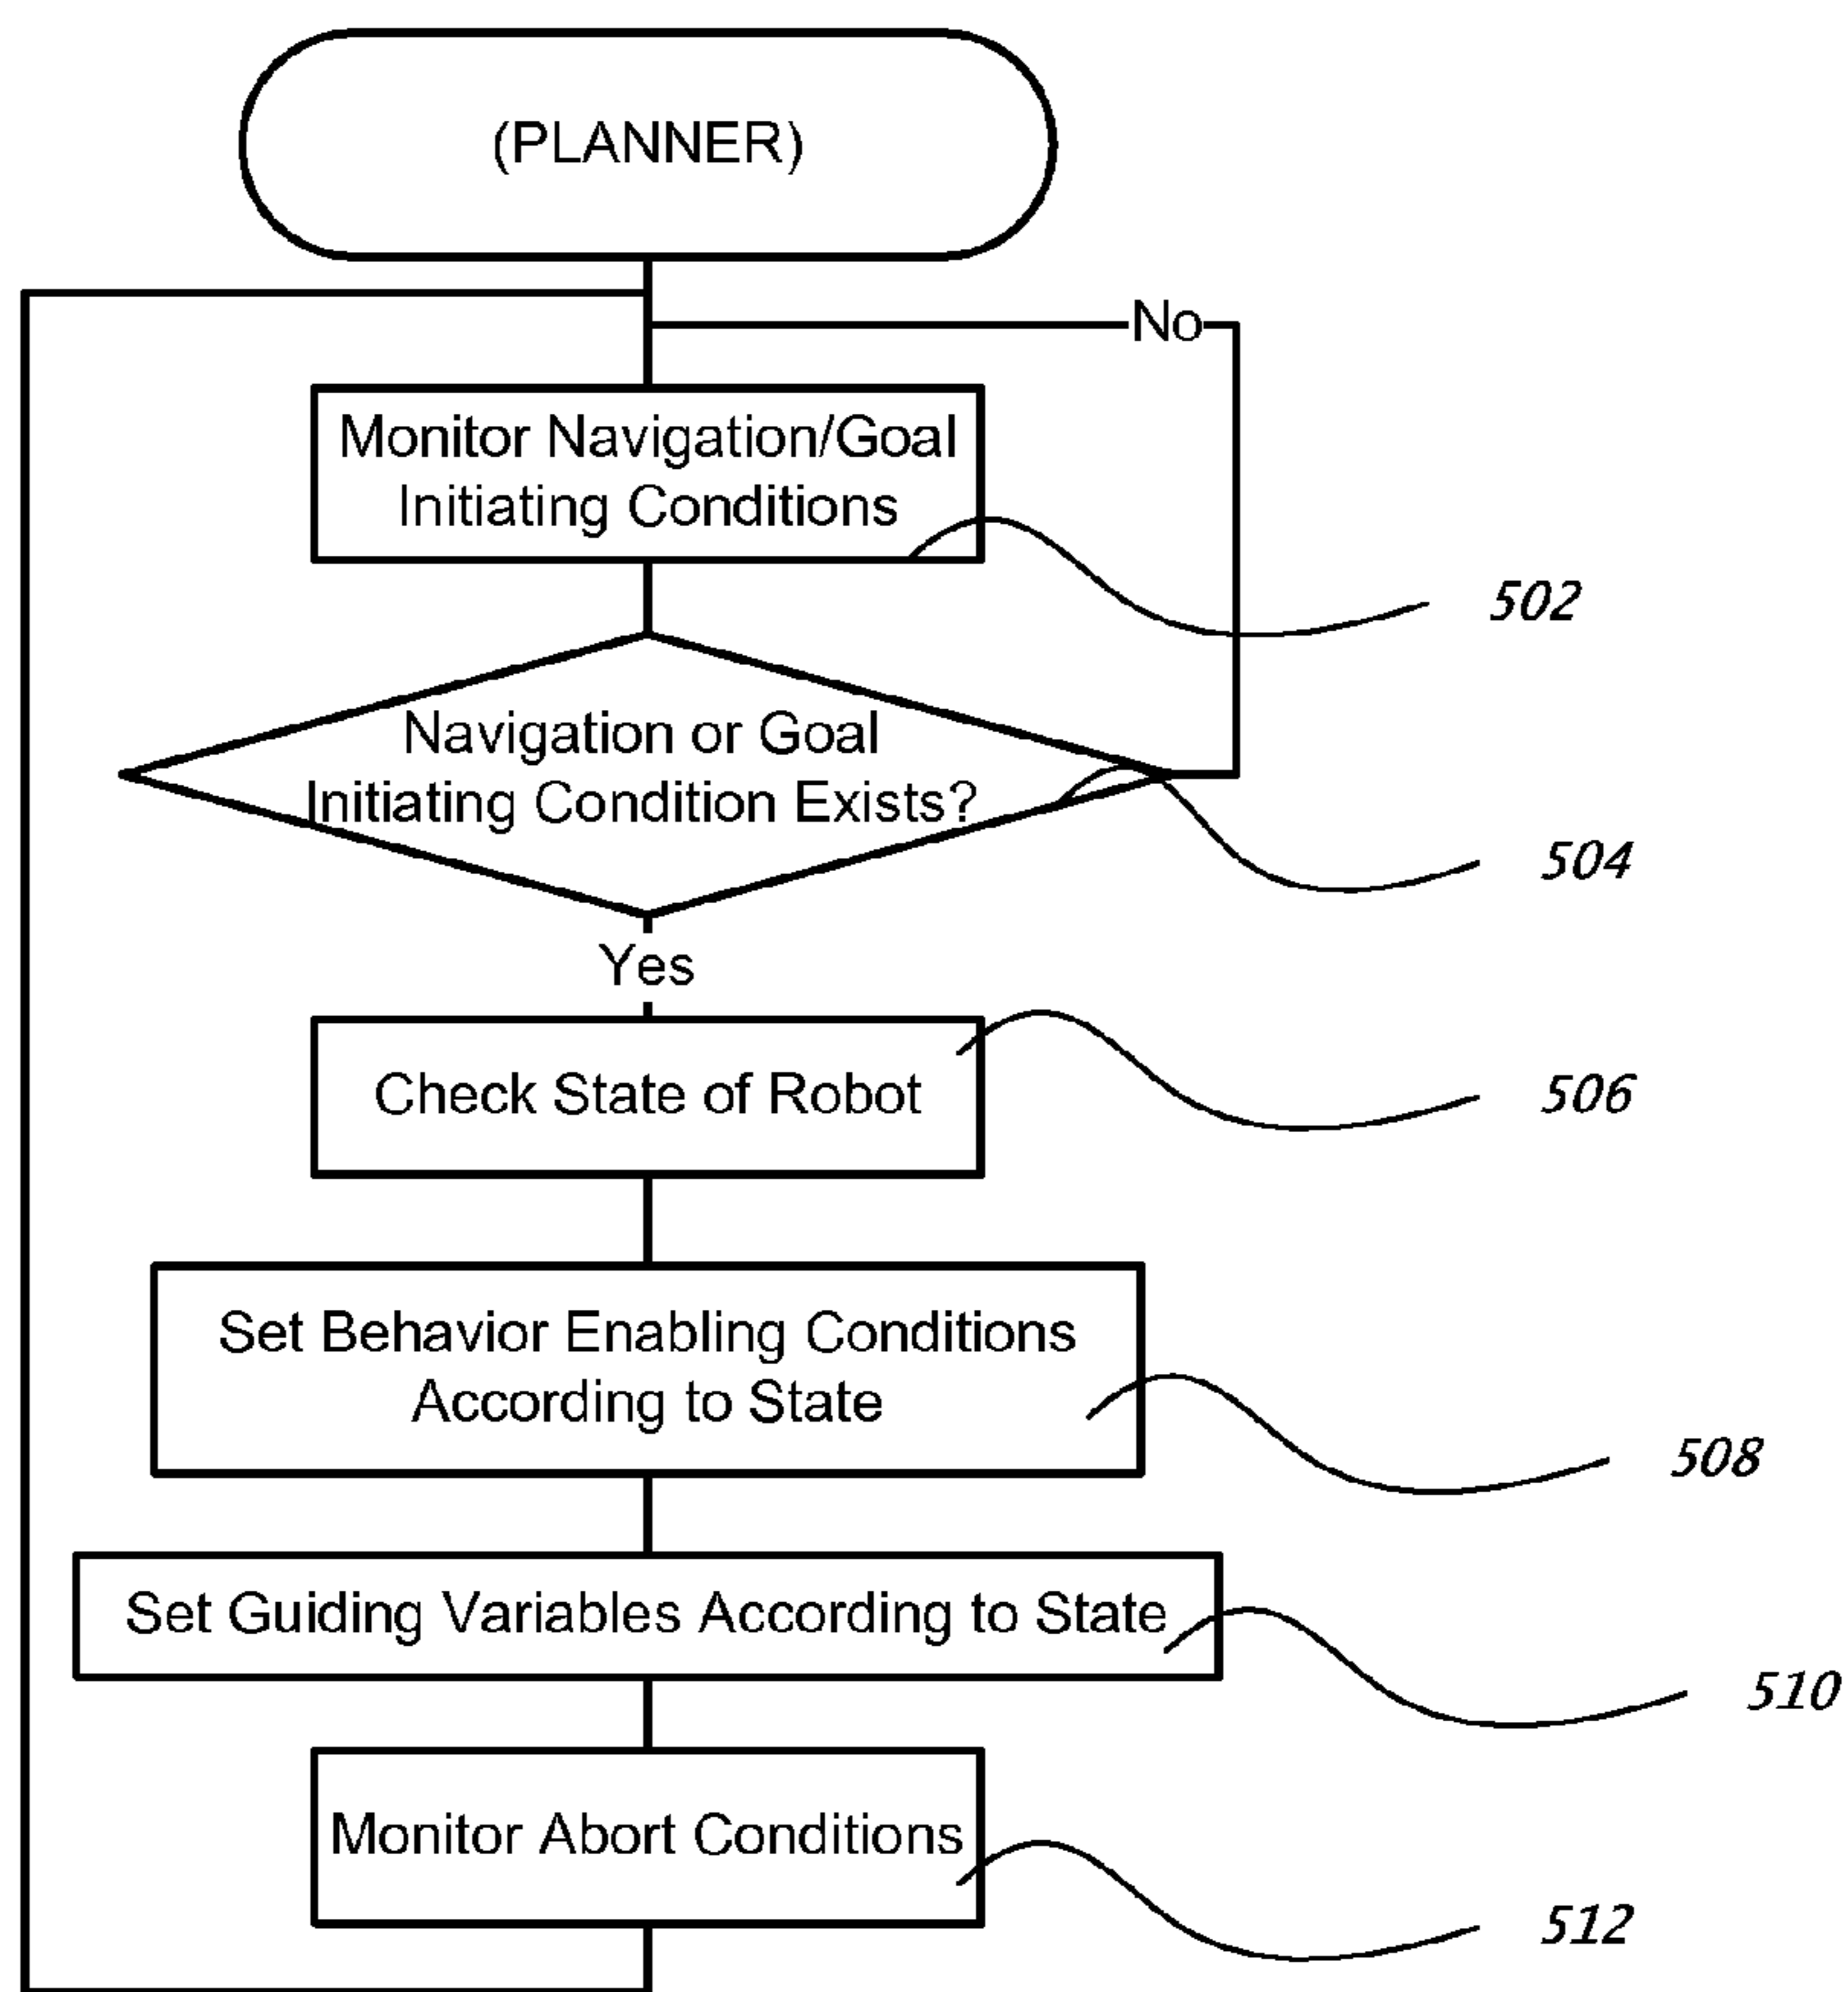 (PLANNER)
No
Monitor Navigation/Goal
Initiating Conditions
502
Navigation or Goal
Initiating Condition Exists?
504
Yes
Check State of Robot
506
Set Behavior Enabling Conditions
According to State
508
Set Guiding Variables According to State
510
Monitor Abort Conditions
512